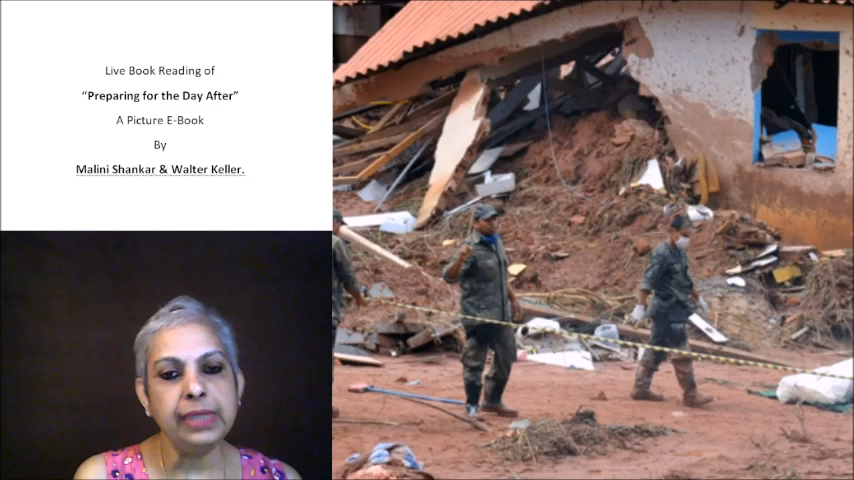 Live Book Reading of
“Preparing for the Day After”
A Picture E-Book
By
Malini Shankar & Walter Keller.